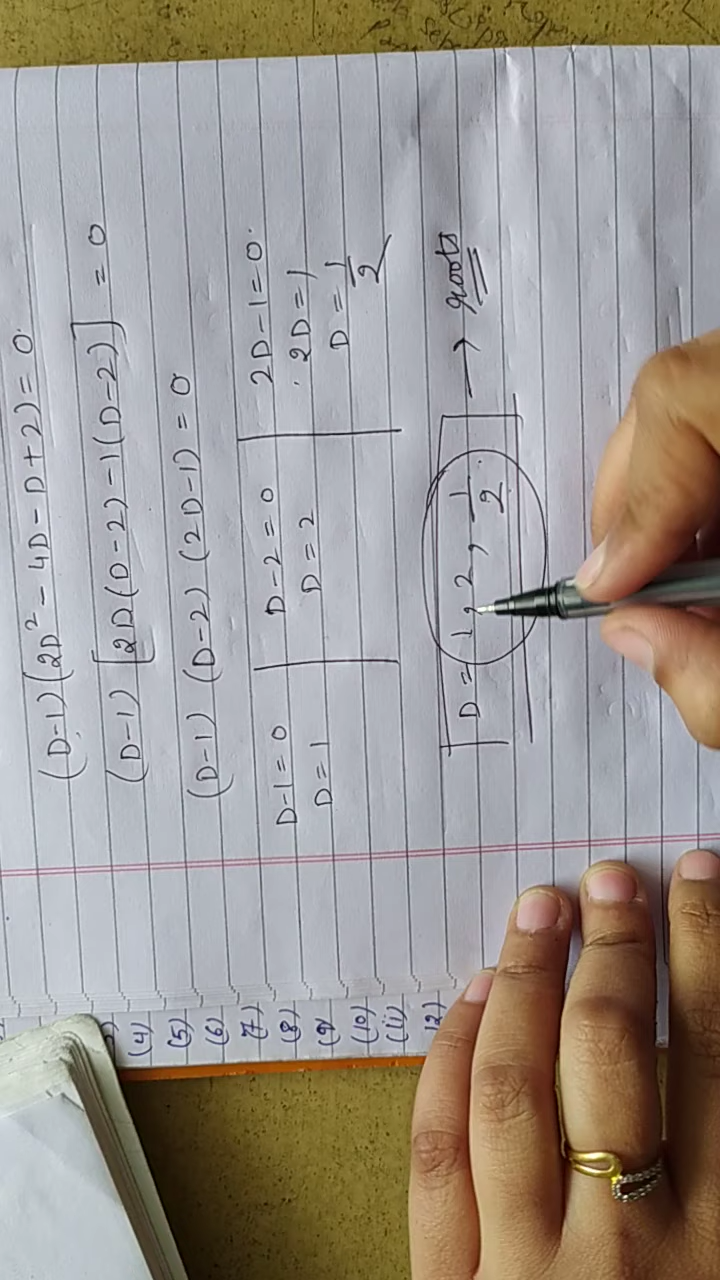 (D-1)(2D² - 4D - D + 2) = 0
(D-1) [2D(D-2) -1(D-2)] = 0
(D-1) (D-2) (2D-1) = 0
D-1=0 D-2=0 2D-1=0
D=1 D=2 2D=1
D=1/2
D = 1, 2, 1/2 → roots
(4)
(5)
(6)
7)
(8)
(9)
(10)
(11)
12)